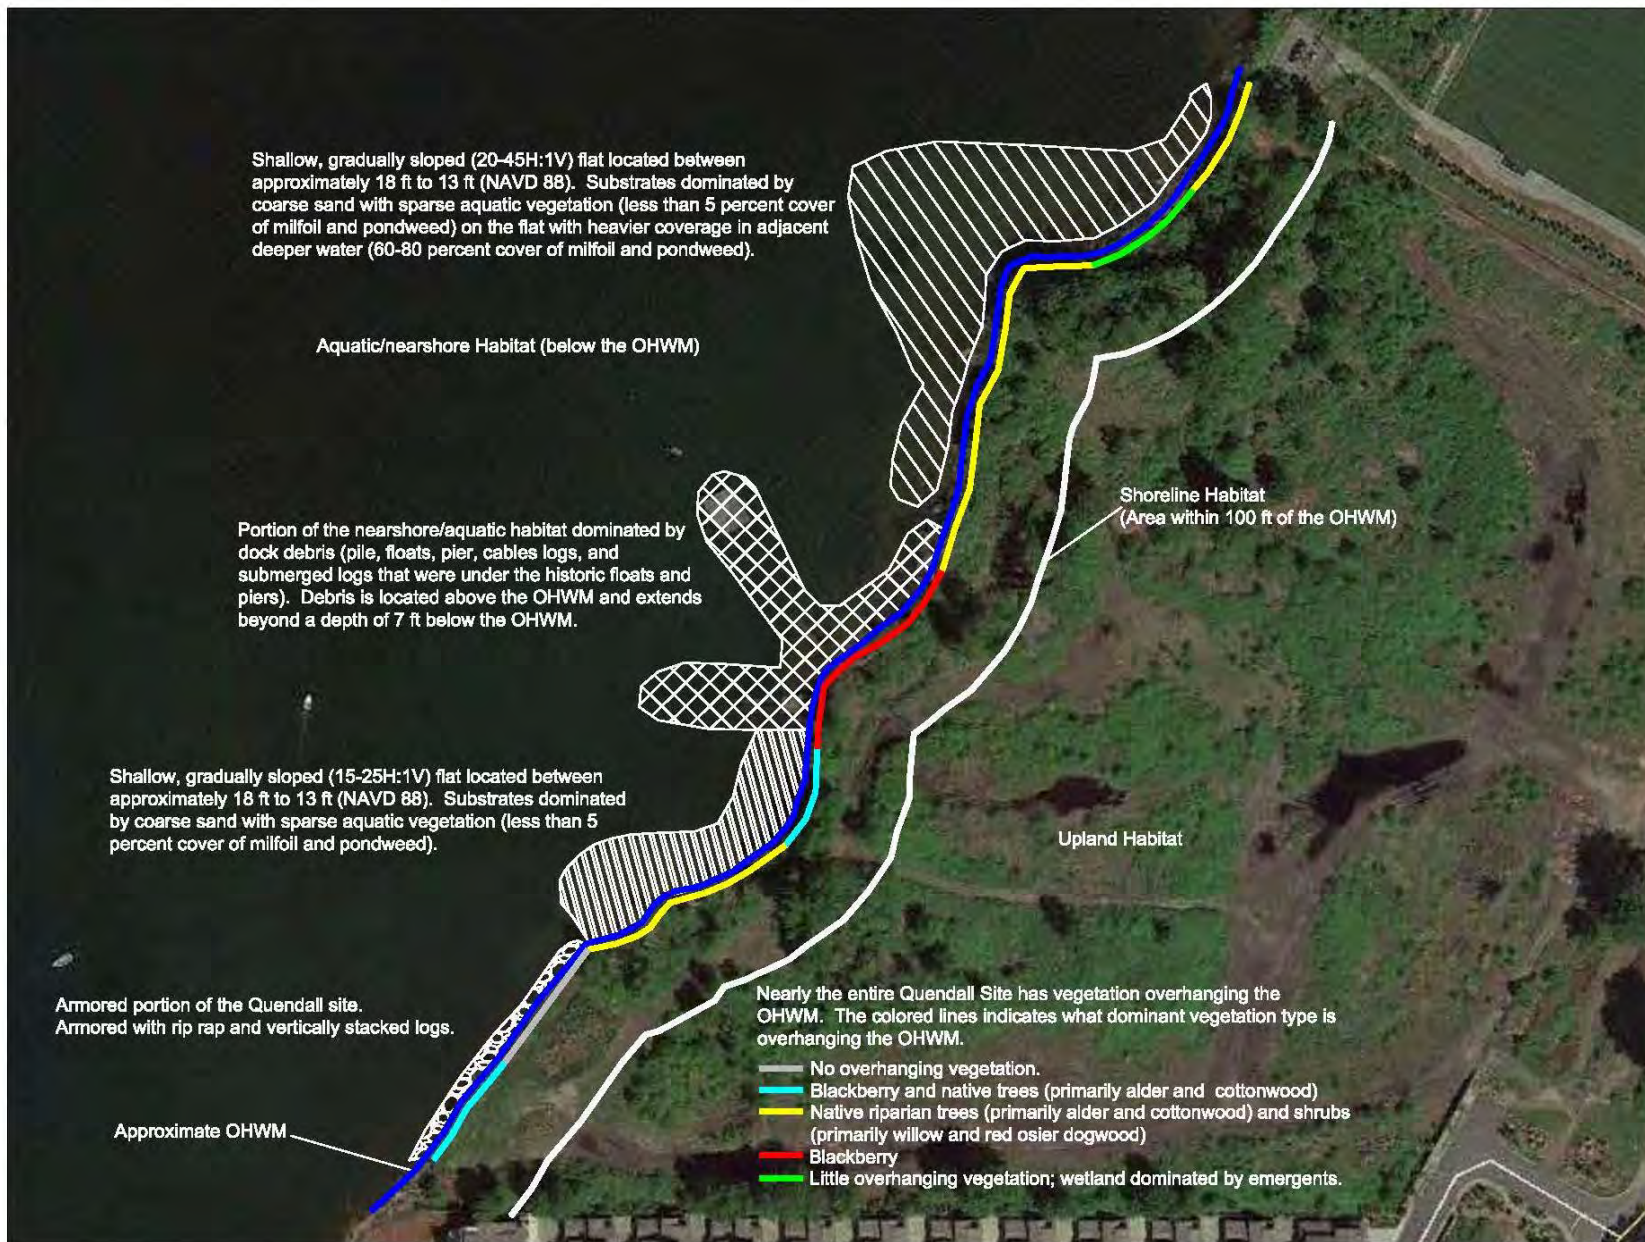 Shallow, gradually sloped (20-45H:1V) flat located between
approximately 18 ft to 13 ft (NAVD 88).  Substrates dominated by
coarse sand with sparse aquatic vegetation (less than 5 percent cover
of milfoil and pondweed) on the flat with heavier coverage in adjacent
deeper water (60-80 percent cover of milfoil and pondweed).
Aquatic/nearshore Habitat (below the OHWM)
Shoreline Habitat
(Area within 100 ft of the OHWM)
Portion of the nearshore/aquatic habitat dominated by
dock debris (pile, floats, pier, cables logs, and
submerged logs that were under the historic floats and
piers).  Debris is located above the OHWM and extends
beyond a depth of 7 ft below the OHWM.
Shallow, gradually sloped (15-25H:1V) flat located between
approximately 18 ft to 13 ft (NAVD 88).  Substrates dominated
by coarse sand with sparse aquatic vegetation (less than 5
percent cover of milfoil and pondweed).
Upland Habitat
Armored portion of the Quendall site.
Armored with rip rap and vertically stacked logs.
Approximate OHWM
Nearly the entire Quendall Site has vegetation overhanging the
OHWM.  The colored lines indicates what dominant vegetation type is
overhanging the OHWM.
No overhanging vegetation.
Blackberry and native trees (primarily alder and  cottonwood)
Native riparian trees (primarily alder and cottonwood) and shrubs
(primarily willow and red osier dogwood)
Blackberry
Little overhanging vegetation; wetland dominated by emergents.